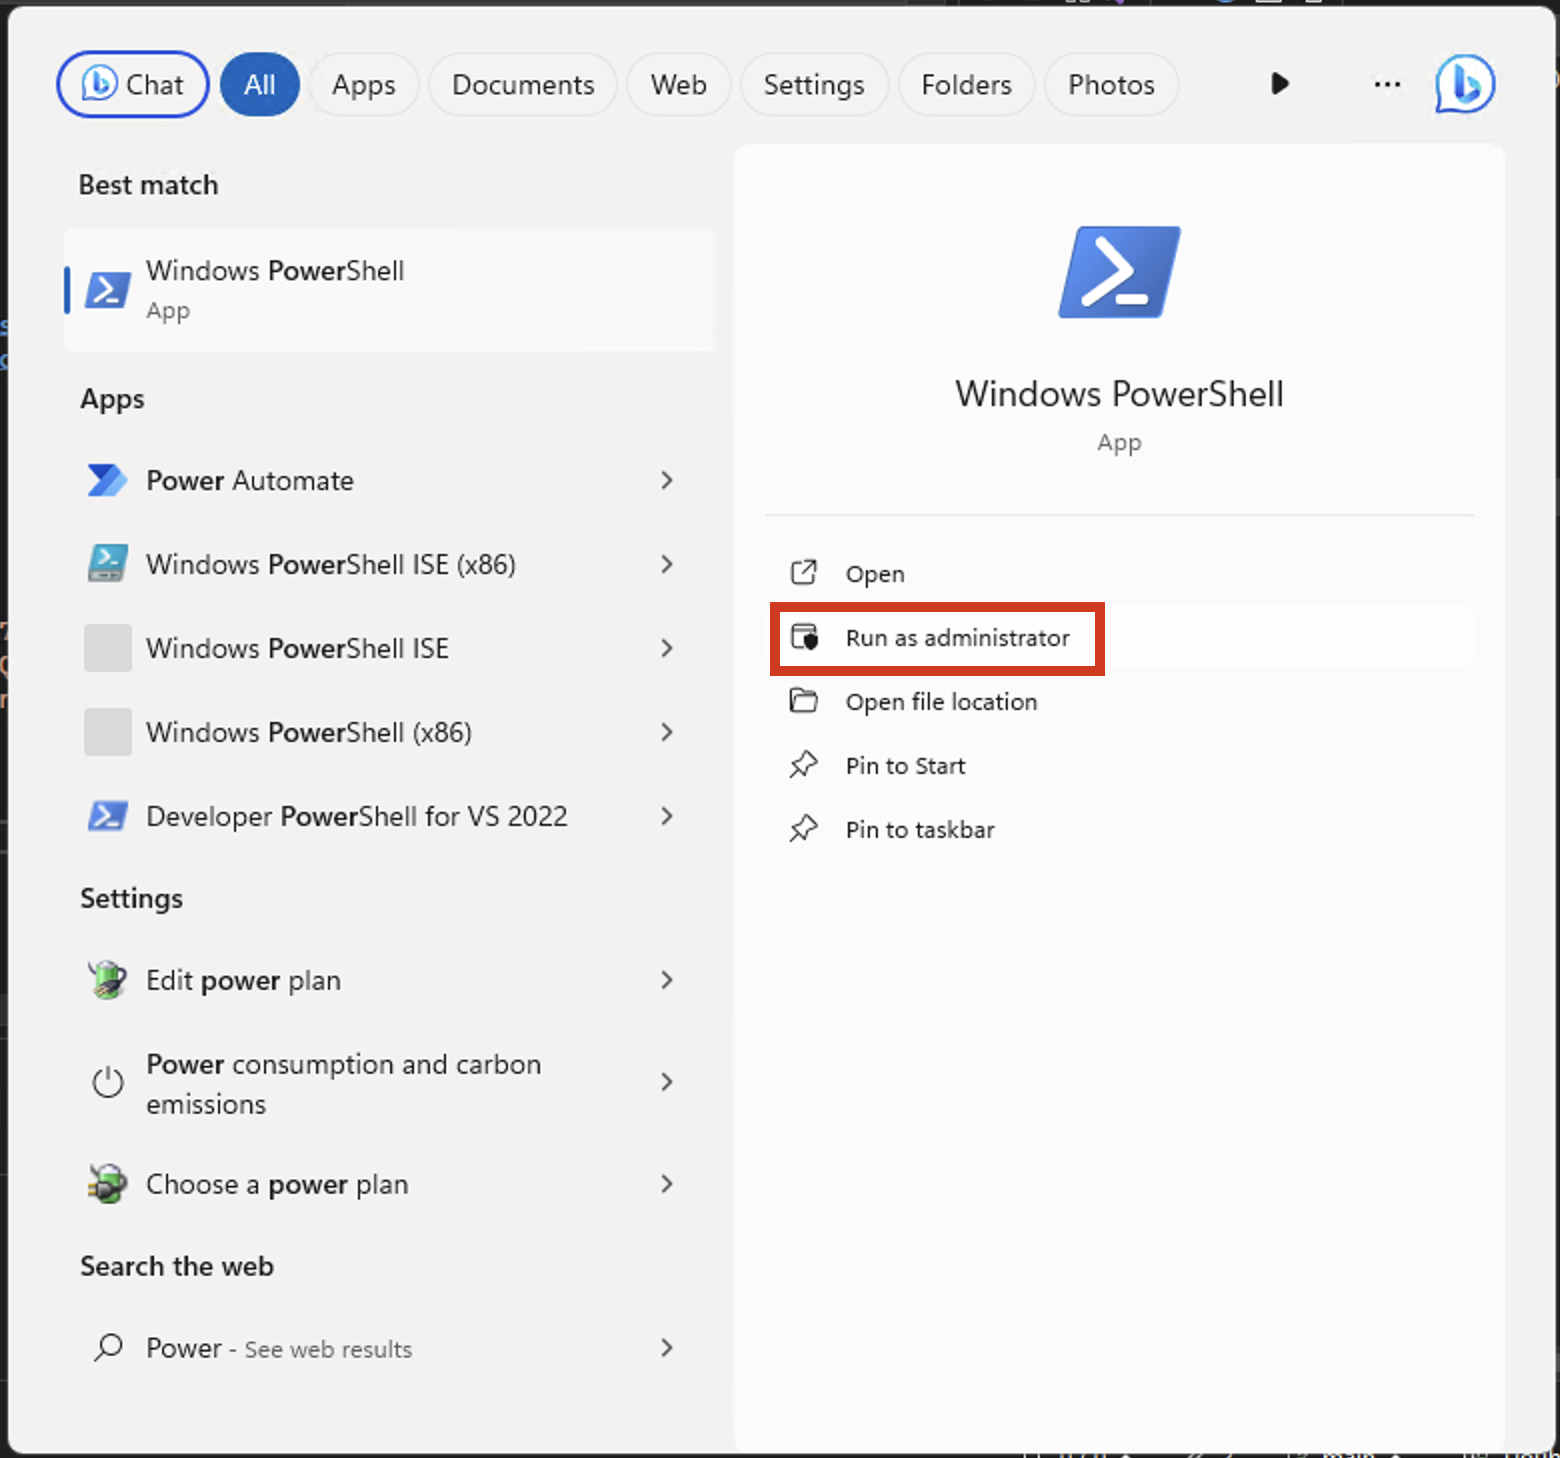 Chat
All
Apps
Documents
Web
Settings
Folders
Photos
Best match
Windows PowerShell
App
Apps
Power Automate
Windows PowerShell ISE (x86)
Windows PowerShell ISE
Windows PowerShell (x86)
Developer PowerShell for VS 2022
Settings
Edit power plan
Power consumption and carbon
emissions
Choose a power plan
Search the web
Power - See web results
Windows PowerShell
App
Open
Run as administrator
Open file location
Pin to Start
Pin to taskbar